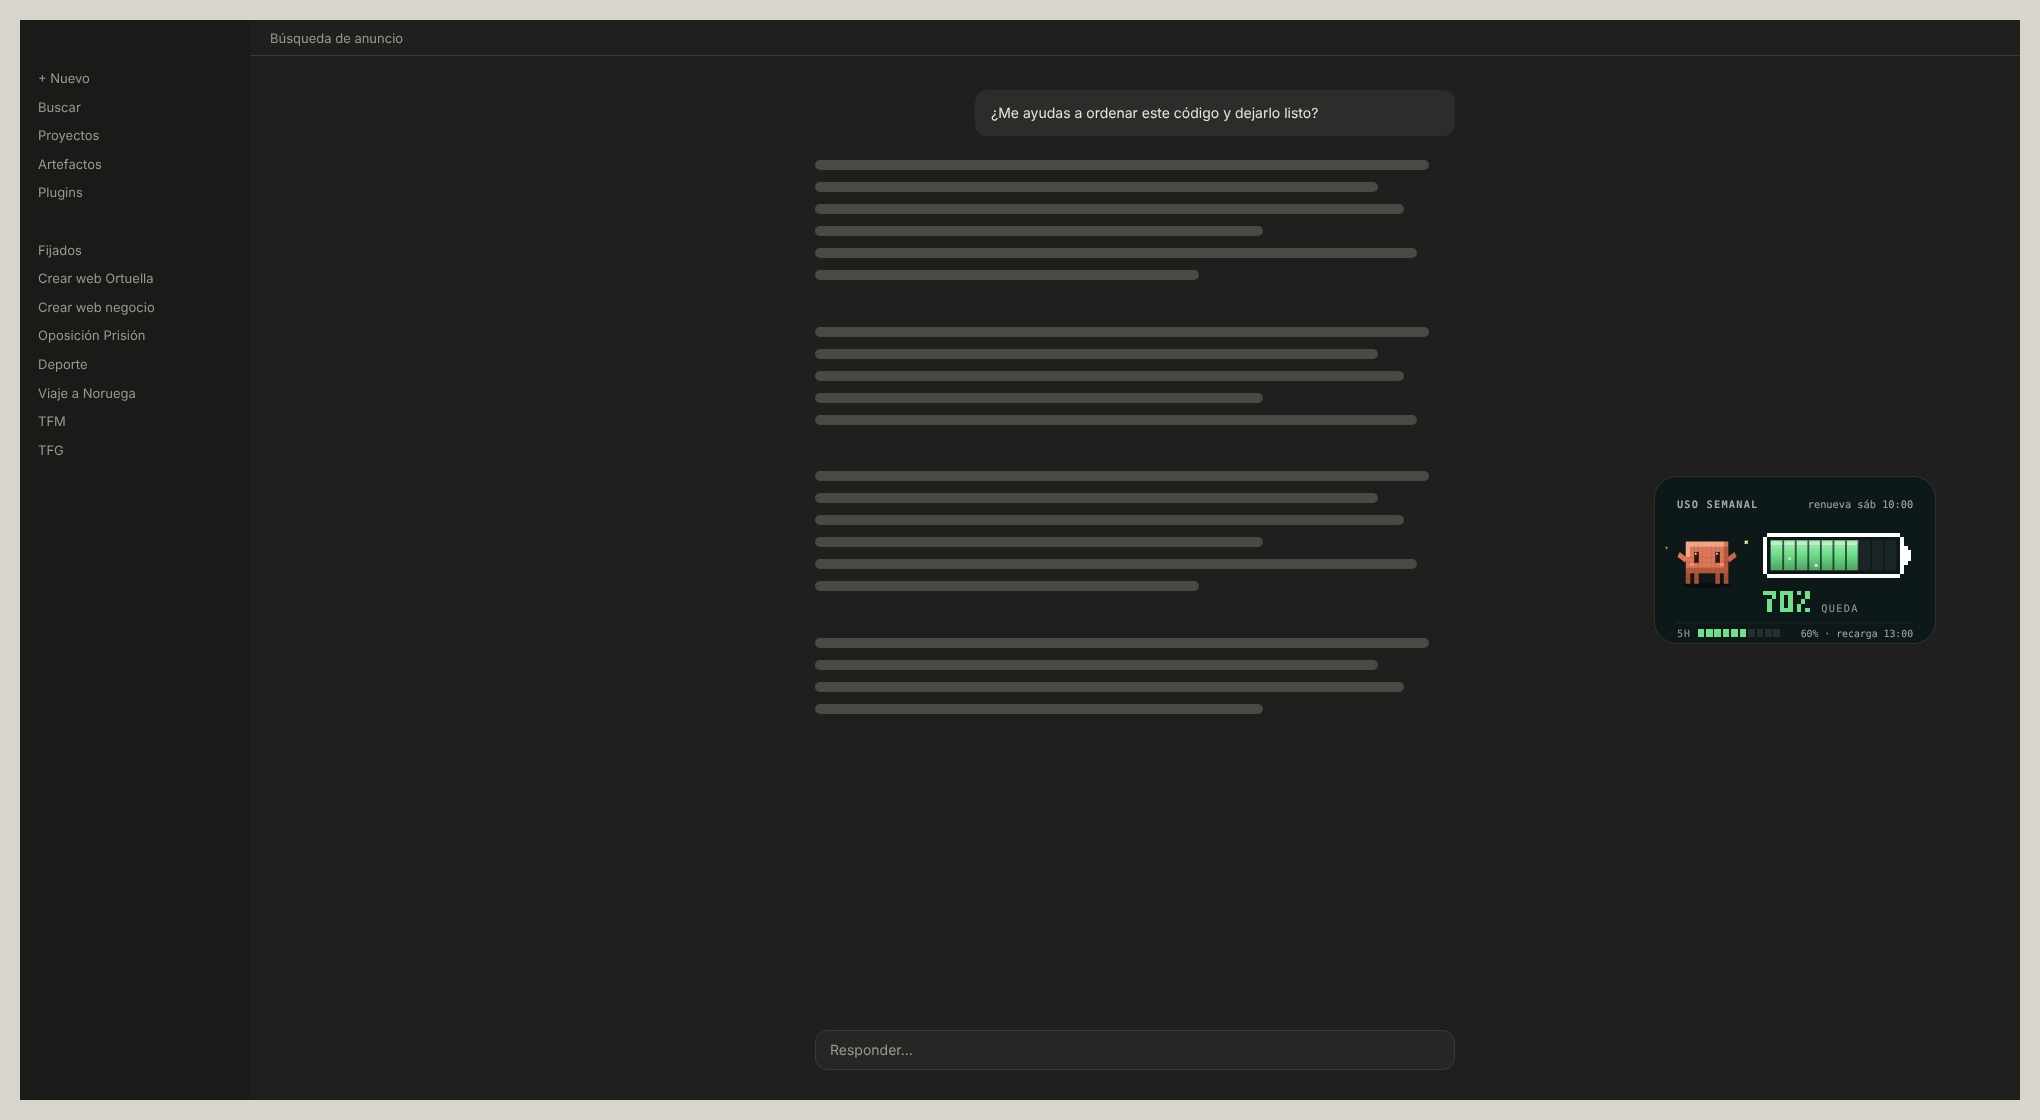 Búsqueda de anuncio
+ Nuevo
Buscar
Proyectos
Artefactos
Plugins
Fijados
Crear web Ortuella
Crear web negocio
Oposición Prisión
Deporte
Viaje a Noruega
TFM
TFG
¿Me ayudas a ordenar este código y dejarlo listo?
USO SEMANAL renueva sáb 10:00
70% QUEDA
5H 60% · recarga 13:00
Responder...